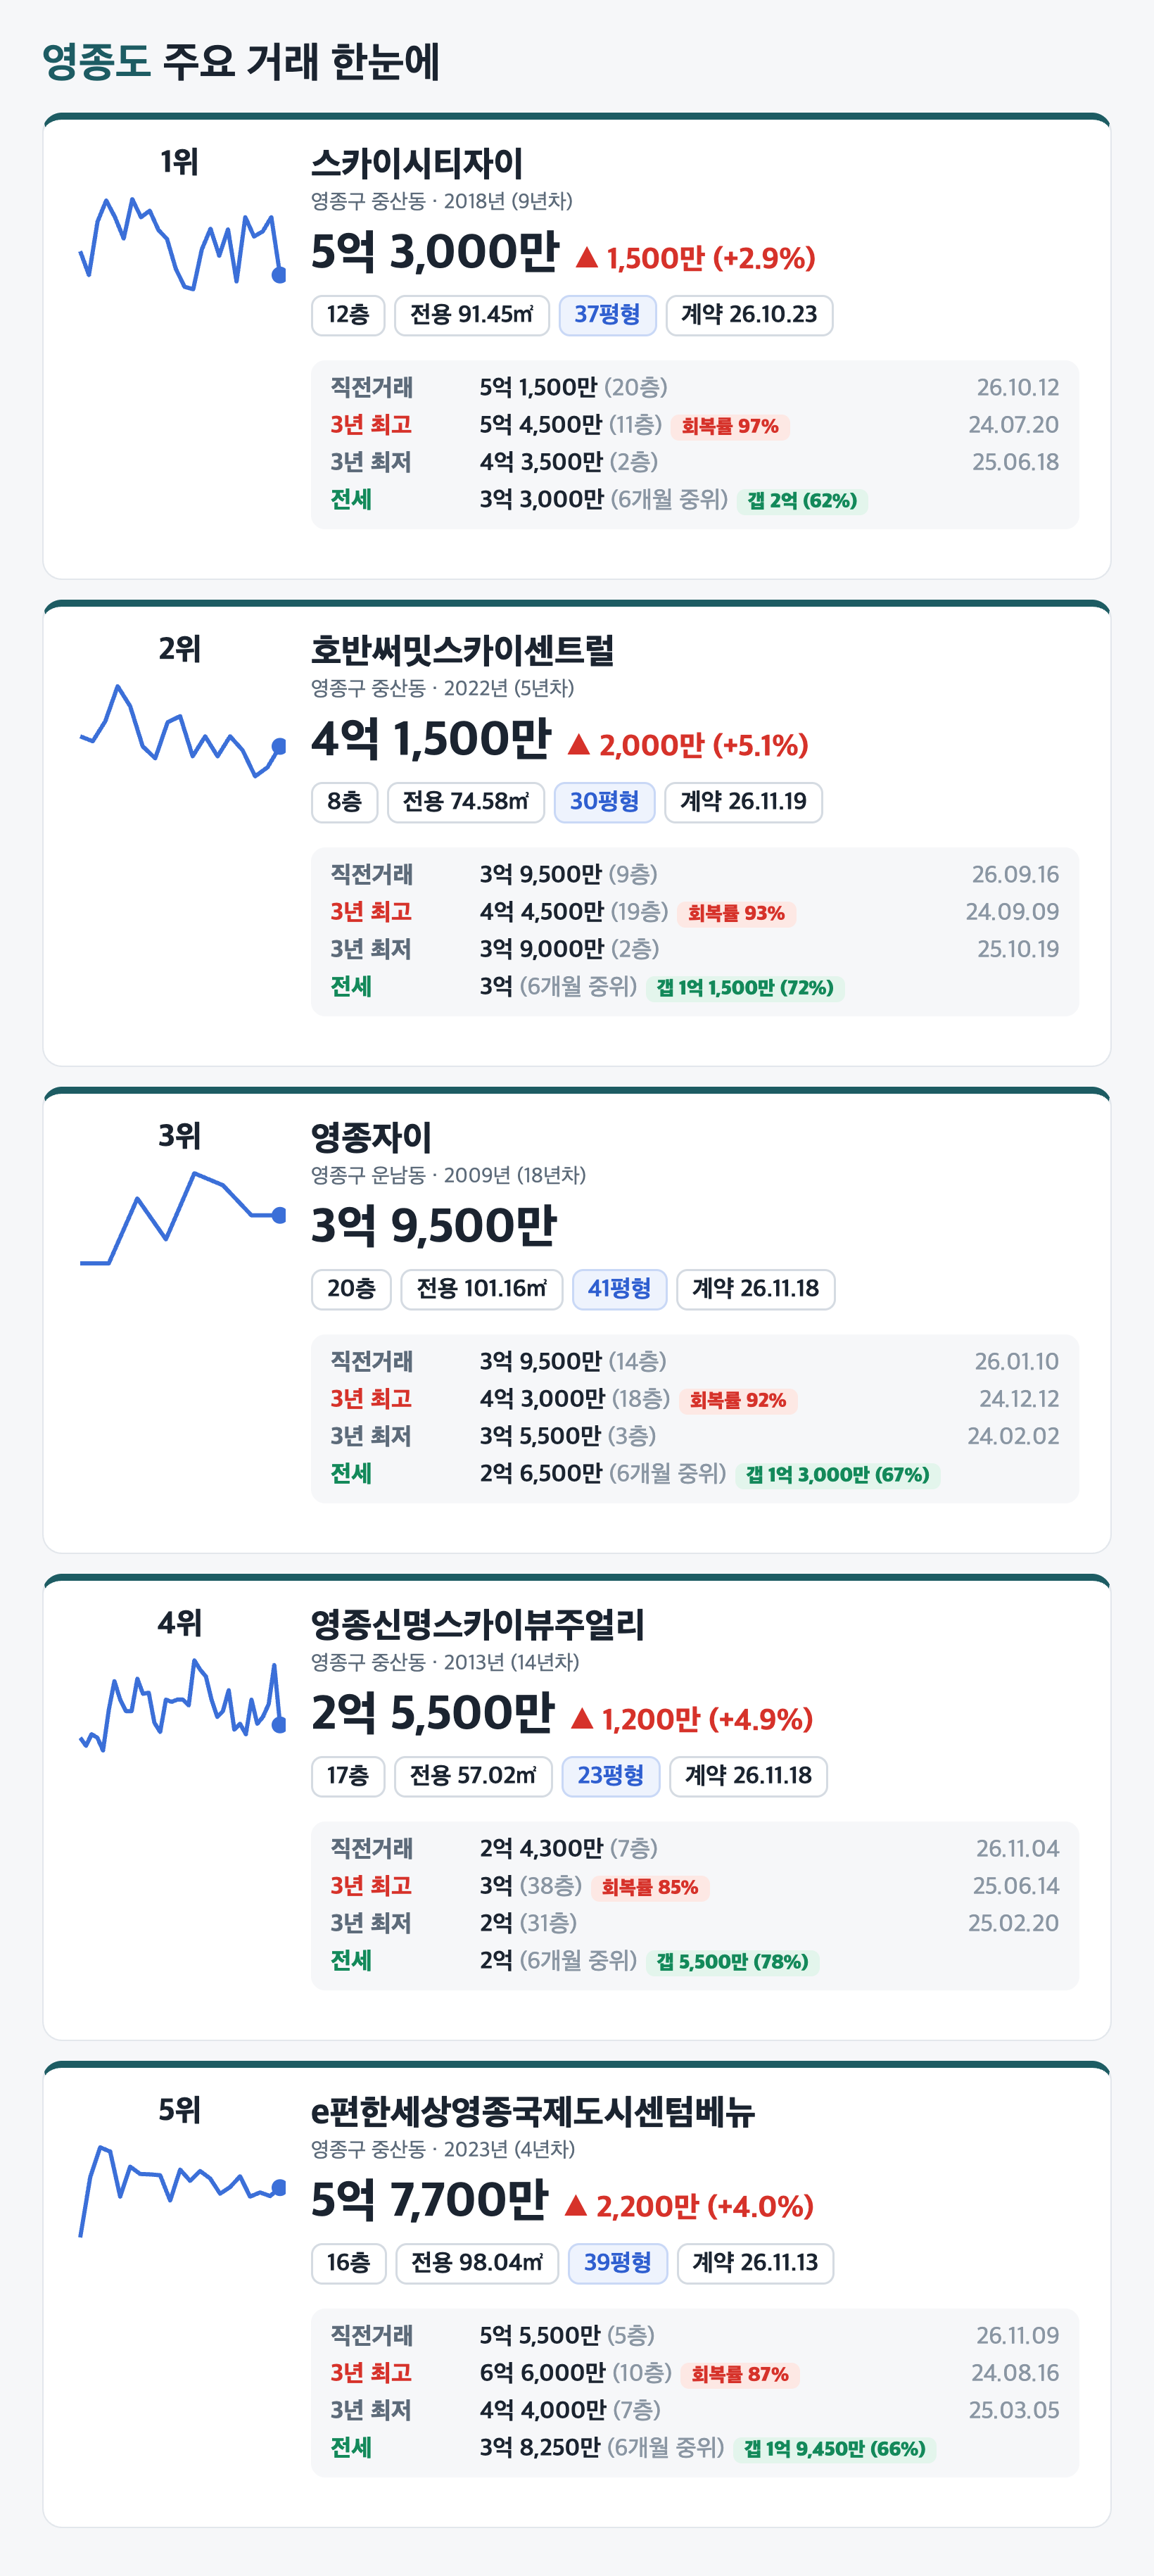 영종도 주요 거래 한눈에
1위
스카이시티자이
영종구 중산동 · 2018년 (9년차)
5억 3,000만 ▲ 1,500만 (+2.9%)
12층 전용 91.45㎡ 37평형 계약 26.10.23
직전거래 5억 1,500만 (20층) 26.10.12
3년 최고 5억 4,500만 (11층) 회복률 97% 24.07.20
3년 최저 4억 3,500만 (2층) 25.06.18
전세 3억 3,000만 (6개월 중위) 갭 2억 (62%)
2위
호반써밋스카이센트럴
영종구 중산동 · 2022년 (5년차)
4억 1,500만 ▲ 2,000만 (+5.1%)
8층 전용 74.58㎡ 30평형 계약 26.11.19
직전거래 3억 9,500만 (9층) 26.09.16
3년 최고 4억 4,500만 (19층) 회복률 93% 24.09.09
3년 최저 3억 9,000만 (2층) 25.10.19
전세 3억 (6개월 중위) 갭 1억 1,500만 (72%)
3위
영종자이
영종구 운남동 · 2009년 (18년차)
3억 9,500만
20층 전용 101.16㎡ 41평형 계약 26.11.18
직전거래 3억 9,500만 (14층) 26.01.10
3년 최고 4억 3,000만 (18층) 회복률 92% 24.12.12
3년 최저 3억 5,500만 (3층) 24.02.02
전세 2억 6,500만 (6개월 중위) 갭 1억 3,000만 (67%)
4위
영종신명스카이뷰주얼리
영종구 중산동 · 2013년 (14년차)
2억 5,500만 ▲ 1,200만 (+4.9%)
17층 전용 57.02㎡ 23평형 계약 26.11.18
직전거래 2억 4,300만 (7층) 26.11.04
3년 최고 3억 (38층) 회복률 85% 25.06.14
3년 최저 2억 (31층) 25.02.20
전세 2억 (6개월 중위) 갭 5,500만 (78%)
5위
e편한세상영종국제도시센텀베뉴
영종구 중산동 · 2023년 (4년차)
5억 7,700만 ▲ 2,200만 (+4.0%)
16층 전용 98.04㎡ 39평형 계약 26.11.13
직전거래 5억 5,500만 (5층) 26.11.09
3년 최고 6억 6,000만 (10층) 회복률 87% 24.08.16
3년 최저 4억 4,000만 (7층) 25.03.05
전세 3억 8,250만 (6개월 중위) 갭 1억 9,450만 (66%)